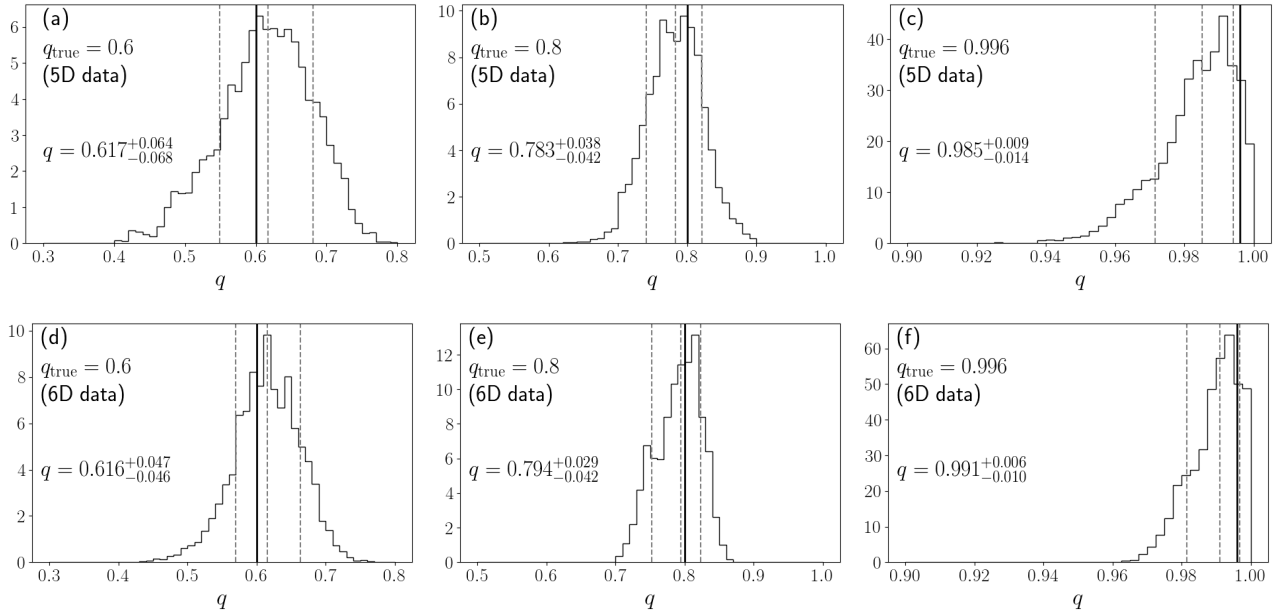 (a)
q_true = 0.6
(5D data)
q = 0.617^{+0.064}_{-0.068}
6
5
4
3
2
1
0
0.3 0.4 0.5 0.6 0.7 0.8
q
(b)
q_true = 0.8
(5D data)
q = 0.783^{+0.038}_{-0.042}
10
8
6
4
2
0
0.5 0.6 0.7 0.8 0.9 1.0
q
(c)
q_true = 0.996
(5D data)
q = 0.985^{+0.009}_{-0.014}
40
30
20
10
0
0.90 0.92 0.94 0.96 0.98 1.00
q
(d)
q_true = 0.6
(6D data)
q = 0.616^{+0.047}_{-0.046}
10
8
6
4
2
0
0.3 0.4 0.5 0.6 0.7 0.8
q
(e)
q_true = 0.8
(6D data)
q = 0.794^{+0.029}_{-0.042}
12
10
8
6
4
2
0
0.5 0.6 0.7 0.8 0.9 1.0
q
(f)
q_true = 0.996
(6D data)
q = 0.991^{+0.006}_{-0.010}
60
50
40
30
20
10
0
0.90 0.92 0.94 0.96 0.98 1.00
q